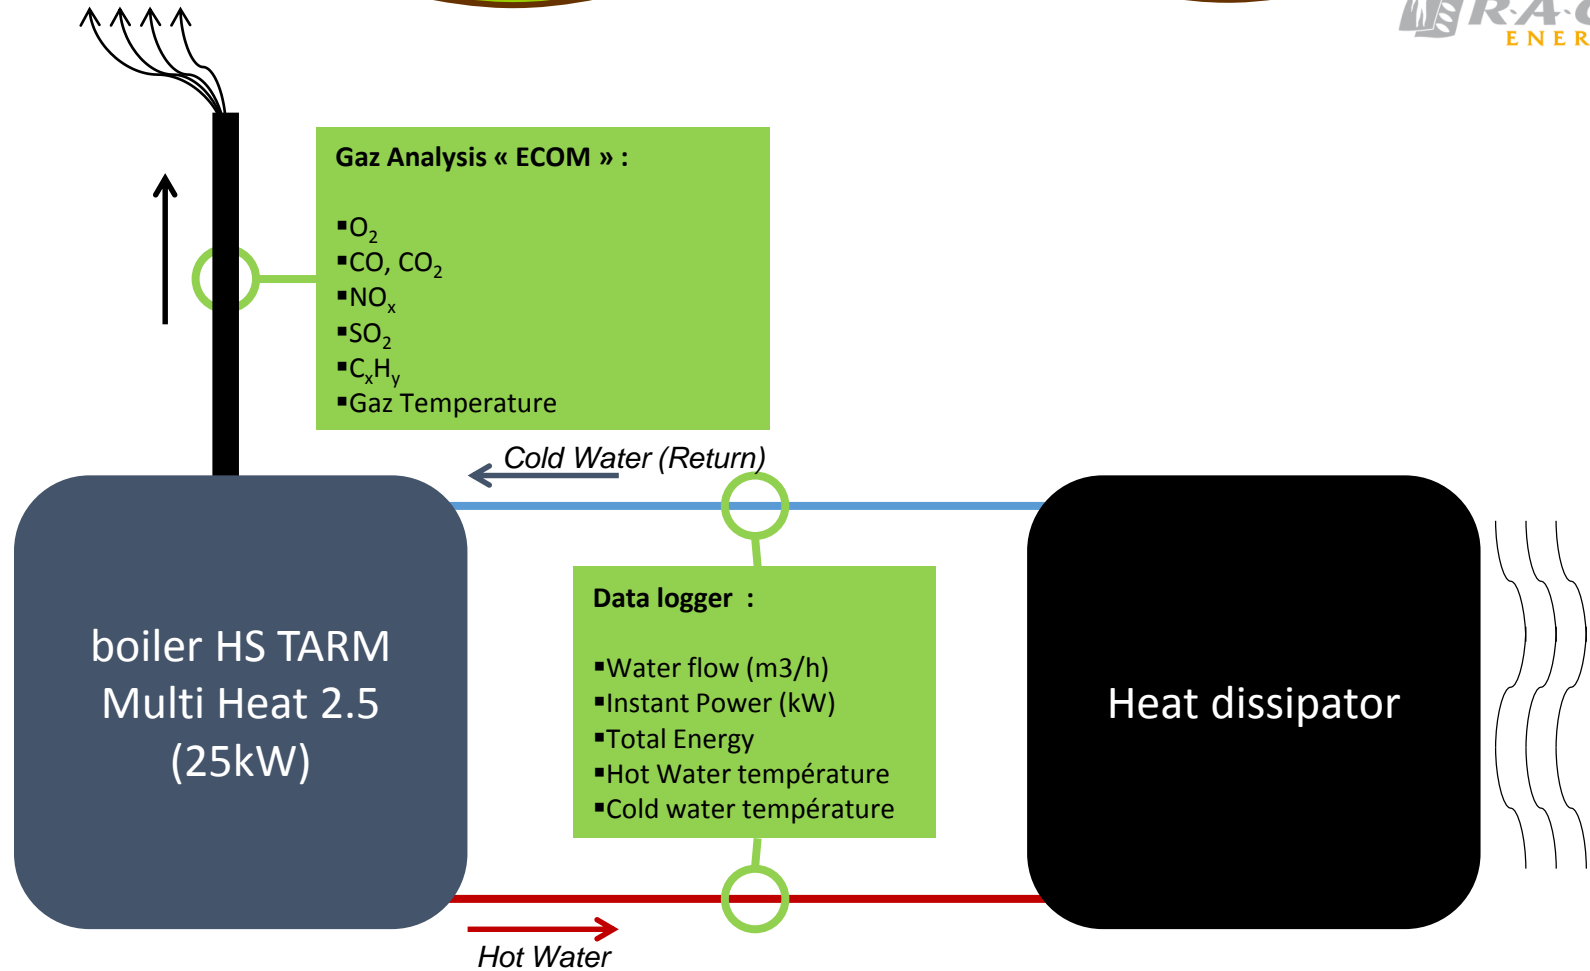 R·A·G
ENER
Gaz Analysis « ECOM » :
▪O₂
▪CO, CO₂
▪NOₓ
▪SO₂
▪CₓHᵧ
▪Gaz Temperature
Cold Water (Return)
boiler HS TARM
Multi Heat 2.5
(25kW)
Data logger :
▪Water flow (m3/h)
▪Instant Power (kW)
▪Total Energy
▪Hot Water température
▪Cold water température
Heat dissipator
Hot Water